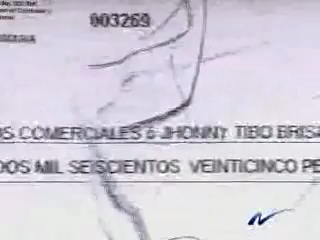 003269
OS COMERCIALES ó JHONNY TIBO BRISA
DOS MIL SEISCIENTOS VEINTICINCO PE